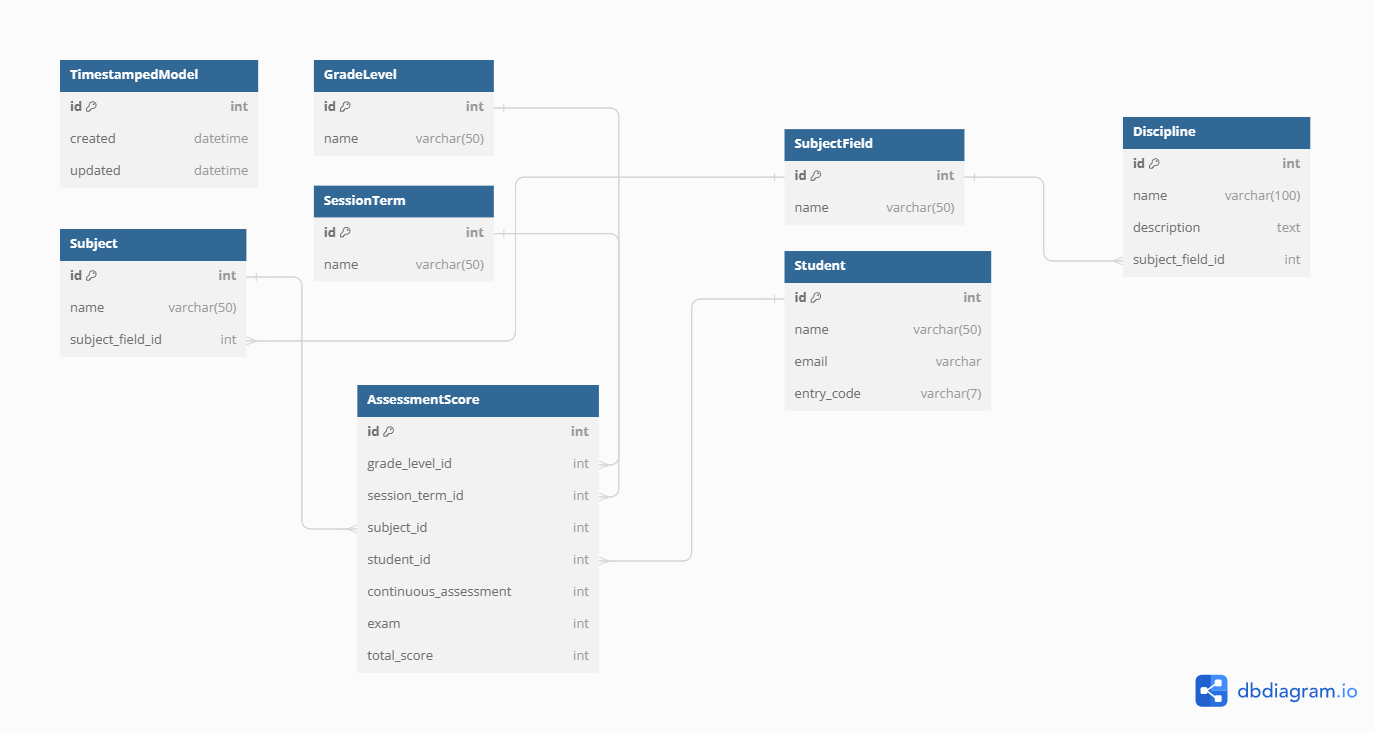 TimestampedModel
id int
created datetime
updated datetime
GradeLevel
id int
name varchar(50)
SessionTerm
id int
name varchar(50)
Subject
id int
name varchar(50)
subject_field_id int
SubjectField
id int
name varchar(50)
Discipline
id int
name varchar(100)
description text
subject_field_id int
Student
id int
name varchar(50)
email varchar
entry_code varchar(7)
AssessmentScore
id int
grade_level_id int
session_term_id int
subject_id int
student_id int
continuous_assessment int
exam int
total_score int
dbdiagram.io